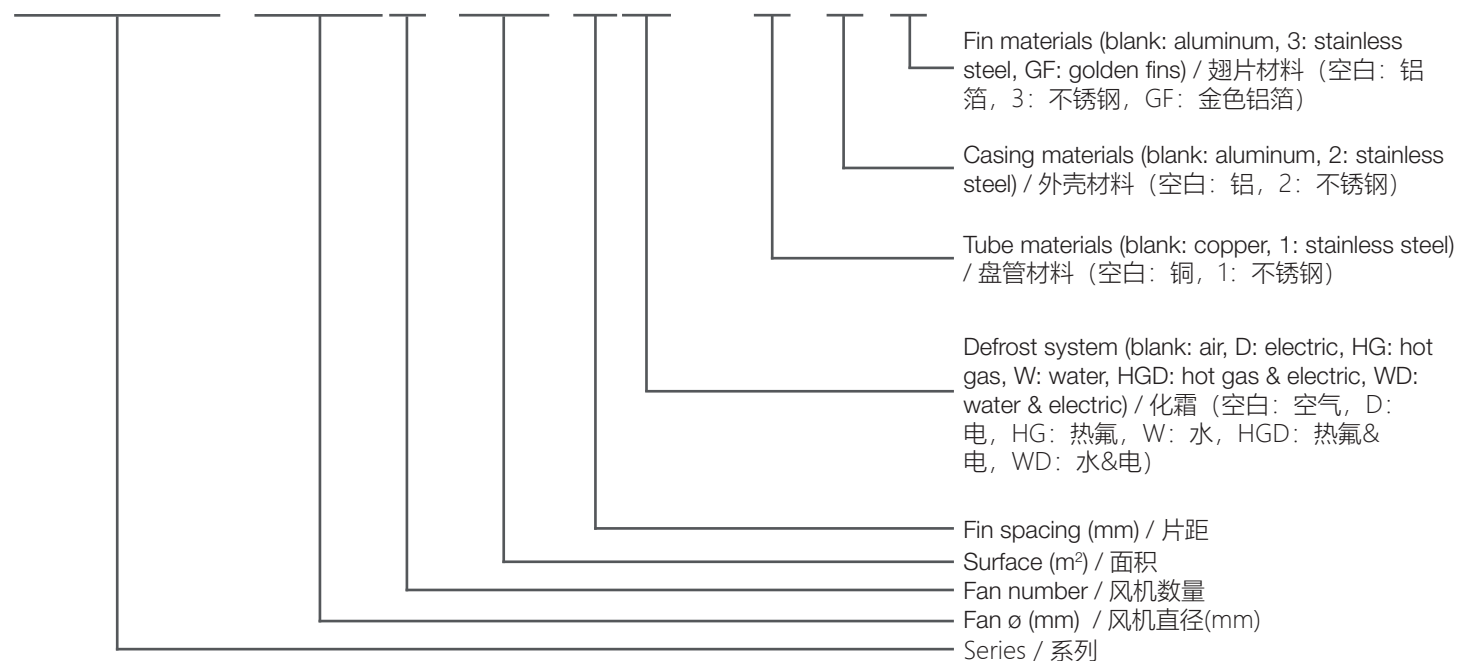 Fin materials (blank: aluminum, 3: stainless
steel, GF: golden fins) / 翅片材料（空白：铝
箔，3：不锈钢，GF：金色铝箔）
Casing materials (blank: aluminum, 2: stainless
steel) / 外壳材料（空白：铝，2：不锈钢）
Tube materials (blank: copper, 1: stainless steel)
/ 盘管材料（空白：铜，1：不锈钢）
Defrost system (blank: air, D: electric, HG: hot
gas, W: water, HGD: hot gas & electric, WD:
water & electric) / 化霜（空白：空气，D：
电，HG：热氟，W：水，HGD：热氟&
电，WD：水&电）
Fin spacing (mm) / 片距
Surface (m²) / 面积
Fan number / 风机数量
Fan ø (mm) / 风机直径(mm)
Series / 系列